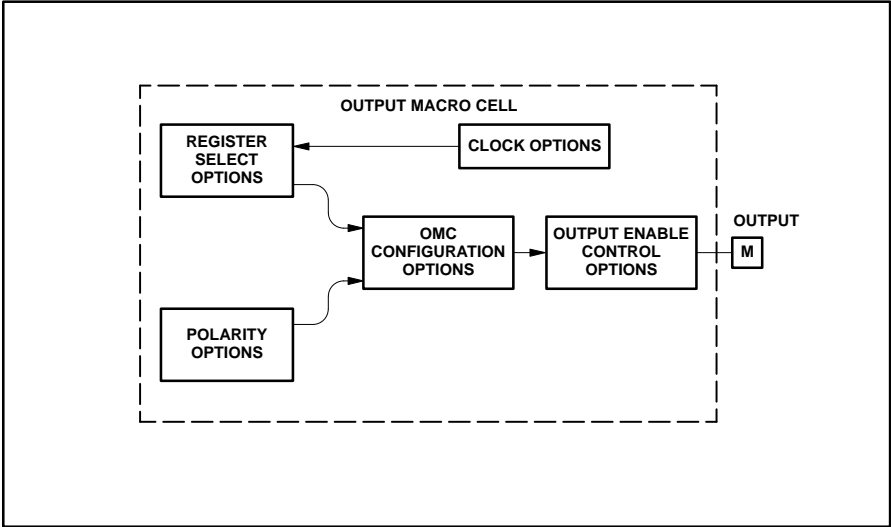 OUTPUT MACRO CELL
REGISTER
SELECT
OPTIONS
CLOCK OPTIONS
OMC
CONFIGURATION
OPTIONS
OUTPUT ENABLE
CONTROL
OPTIONS
OUTPUT
M
POLARITY
OPTIONS